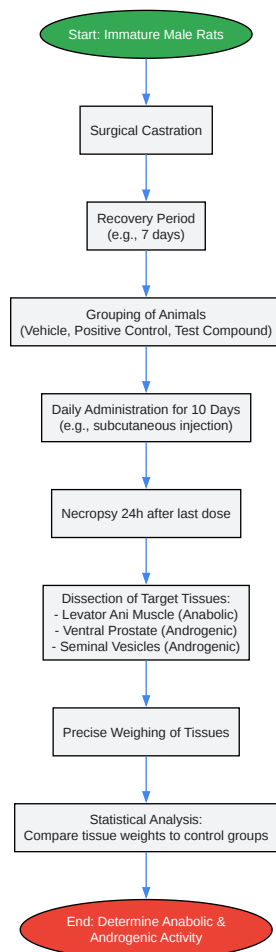 Start: Immature Male Rats
Surgical Castration
Recovery Period
(e.g., 7 days)
Grouping of Animals
(Vehicle, Positive Control, Test Compound)
Daily Administration for 10 Days
(e.g., subcutaneous injection)
Necropsy 24h after last dose
Dissection of Target Tissues:
- Levator Ani Muscle (Anabolic)
- Ventral Prostate (Androgenic)
- Seminal Vesicles (Androgenic)
Precise Weighing of Tissues
Statistical Analysis:
Compare tissue weights to control groups
End: Determine Anabolic &
Androgenic Activity